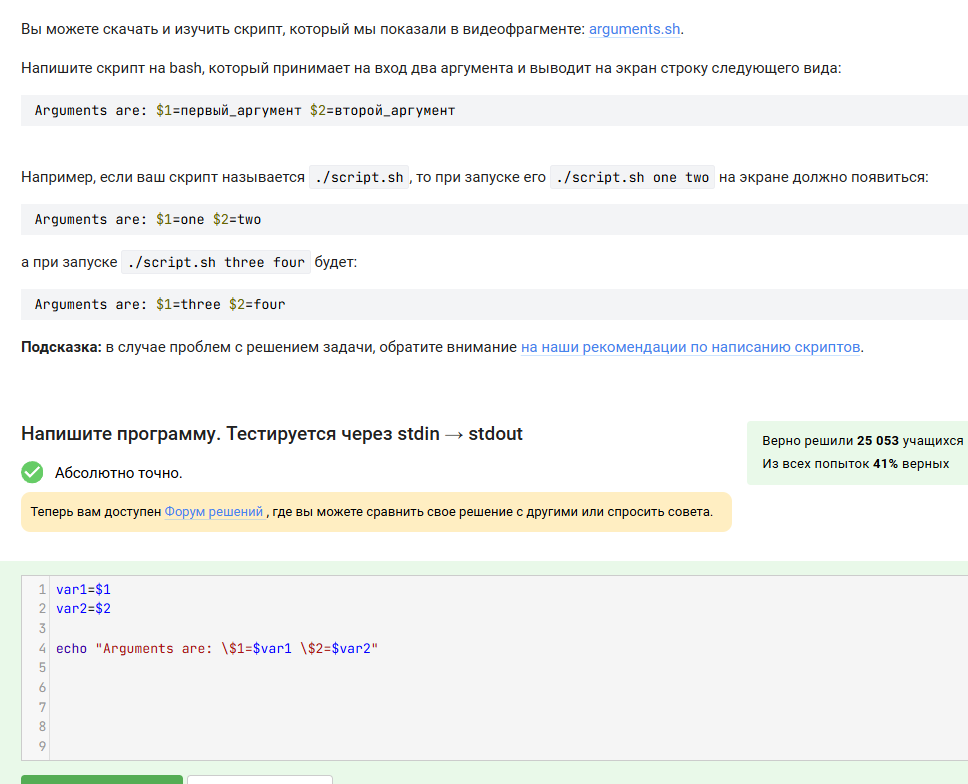 Вы можете скачать и изучить скрипт, который мы показали в видеофрагменте: arguments.sh.
Напишите скрипт на bash, который принимает на вход два аргумента и выводит на экран строку следующего вида:
Arguments are: $1=первый_аргумент $2=второй_аргумент
Например, если ваш скрипт называется ./script.sh, то при запуске его ./script.sh one two на экране должно появиться:
Arguments are: $1=one $2=two
а при запуске ./script.sh three four будет:
Arguments are: $1=three $2=four
Подсказка: в случае проблем с решением задачи, обратите внимание на наши рекомендации по написанию скриптов.
Напишите программу. Тестируется через stdin → stdout
Верно решили 25 053 учащихся
Из всех попыток 41% верных
Абсолютно точно.
Теперь вам доступен Форум решений, где вы можете сравнить свое решение с другими или спросить совета.
1 var1=$1
2 var2=$2
3
4 echo "Arguments are: \$1=$var1 \$2=$var2"
5
6
7
8
9